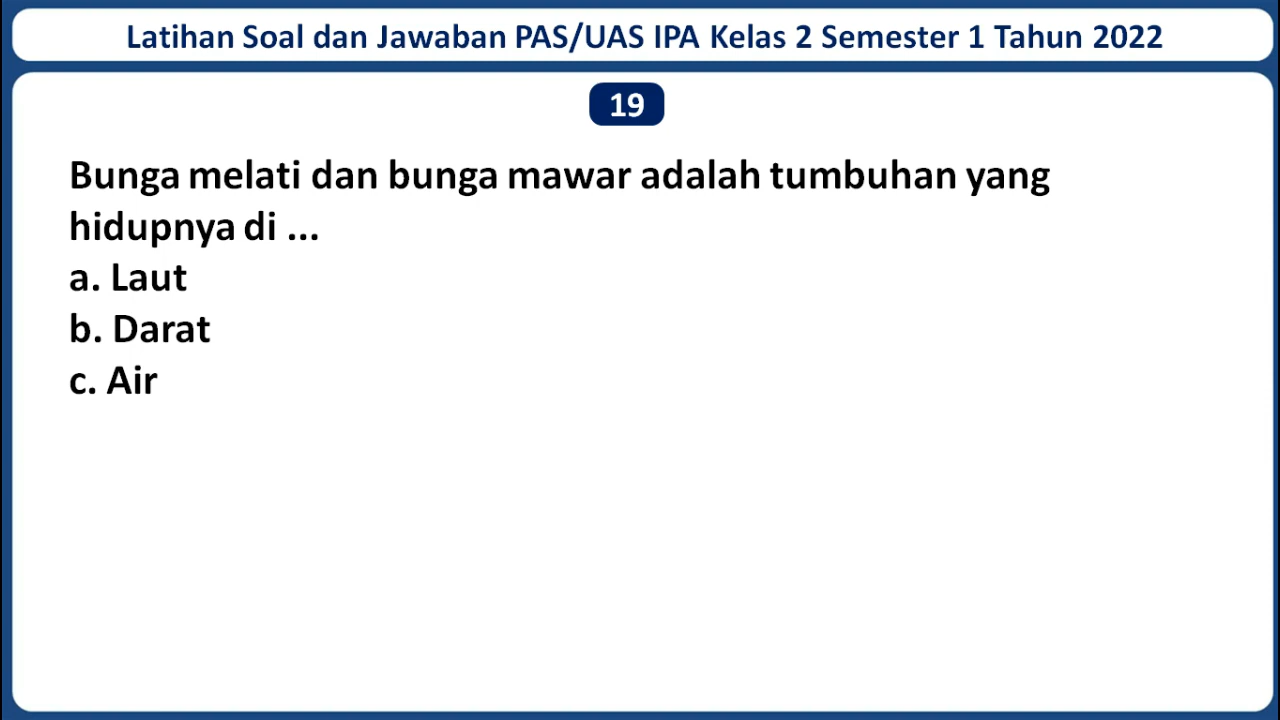 Latihan Soal dan Jawaban PAS/UAS IPA Kelas 2 Semester 1 Tahun 2022
19
Bunga melati dan bunga mawar adalah tumbuhan yang
hidupnya di ...
a. Laut
b. Darat
c. Air